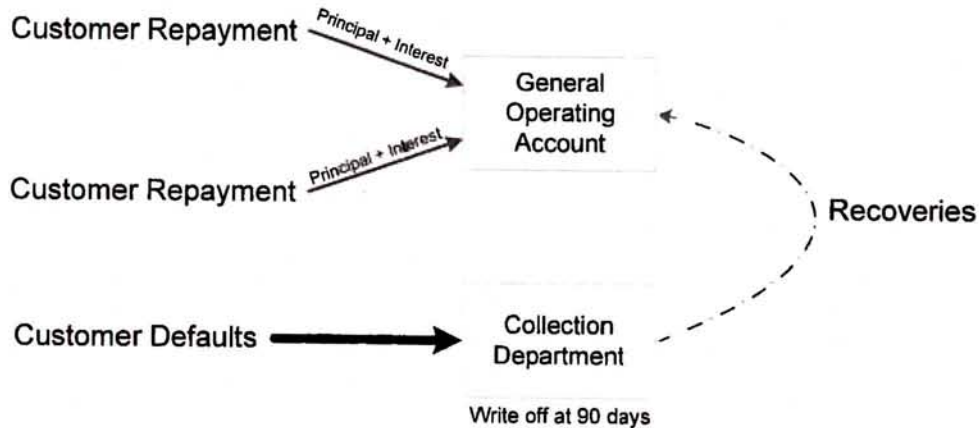 Customer Repayment
Principal + Interest
General
Operating
Account
Principal + Interest
Customer Repayment
Recoveries
Customer Defaults
Collection
Department
Write off at 90 days